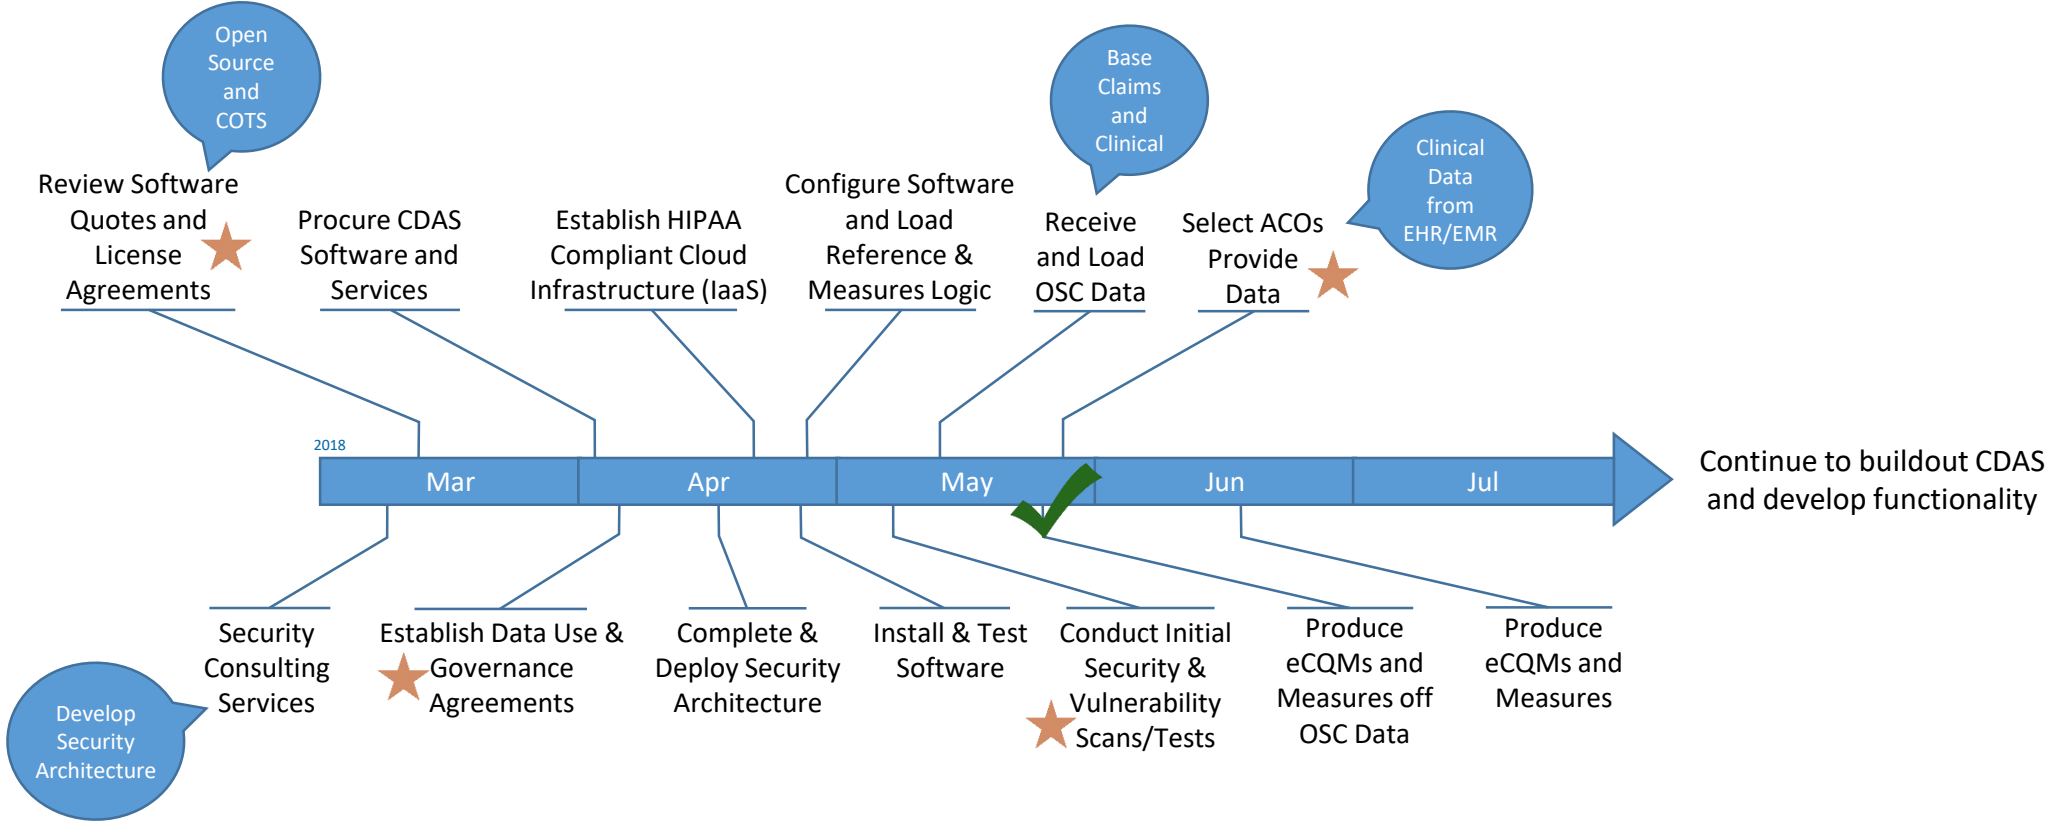 Open
Source
and
COTS
Base
Claims
and
Clinical
Clinical
Data
from
EHR/EMR
Review Software
Quotes and
License
Agreements
Procure CDAS
Software and
Services
Establish HIPAA
Compliant Cloud
Infrastructure (IaaS)
Configure Software
and Load
Reference &
Measures Logic
Receive
and Load
OSC Data
Select ACOs
Provide
Data
2018
Mar
Apr
May
Jun
Jul
Continue to buildout CDAS
and develop functionality
Security
Consulting
Services
Establish Data Use &
Governance
Agreements
Complete &
Deploy Security
Architecture
Install & Test
Software
Conduct Initial
Security &
Vulnerability
Scans/Tests
Produce
eCQMs and
Measures off
OSC Data
Produce
eCQMs and
Measures
Develop
Security
Architecture